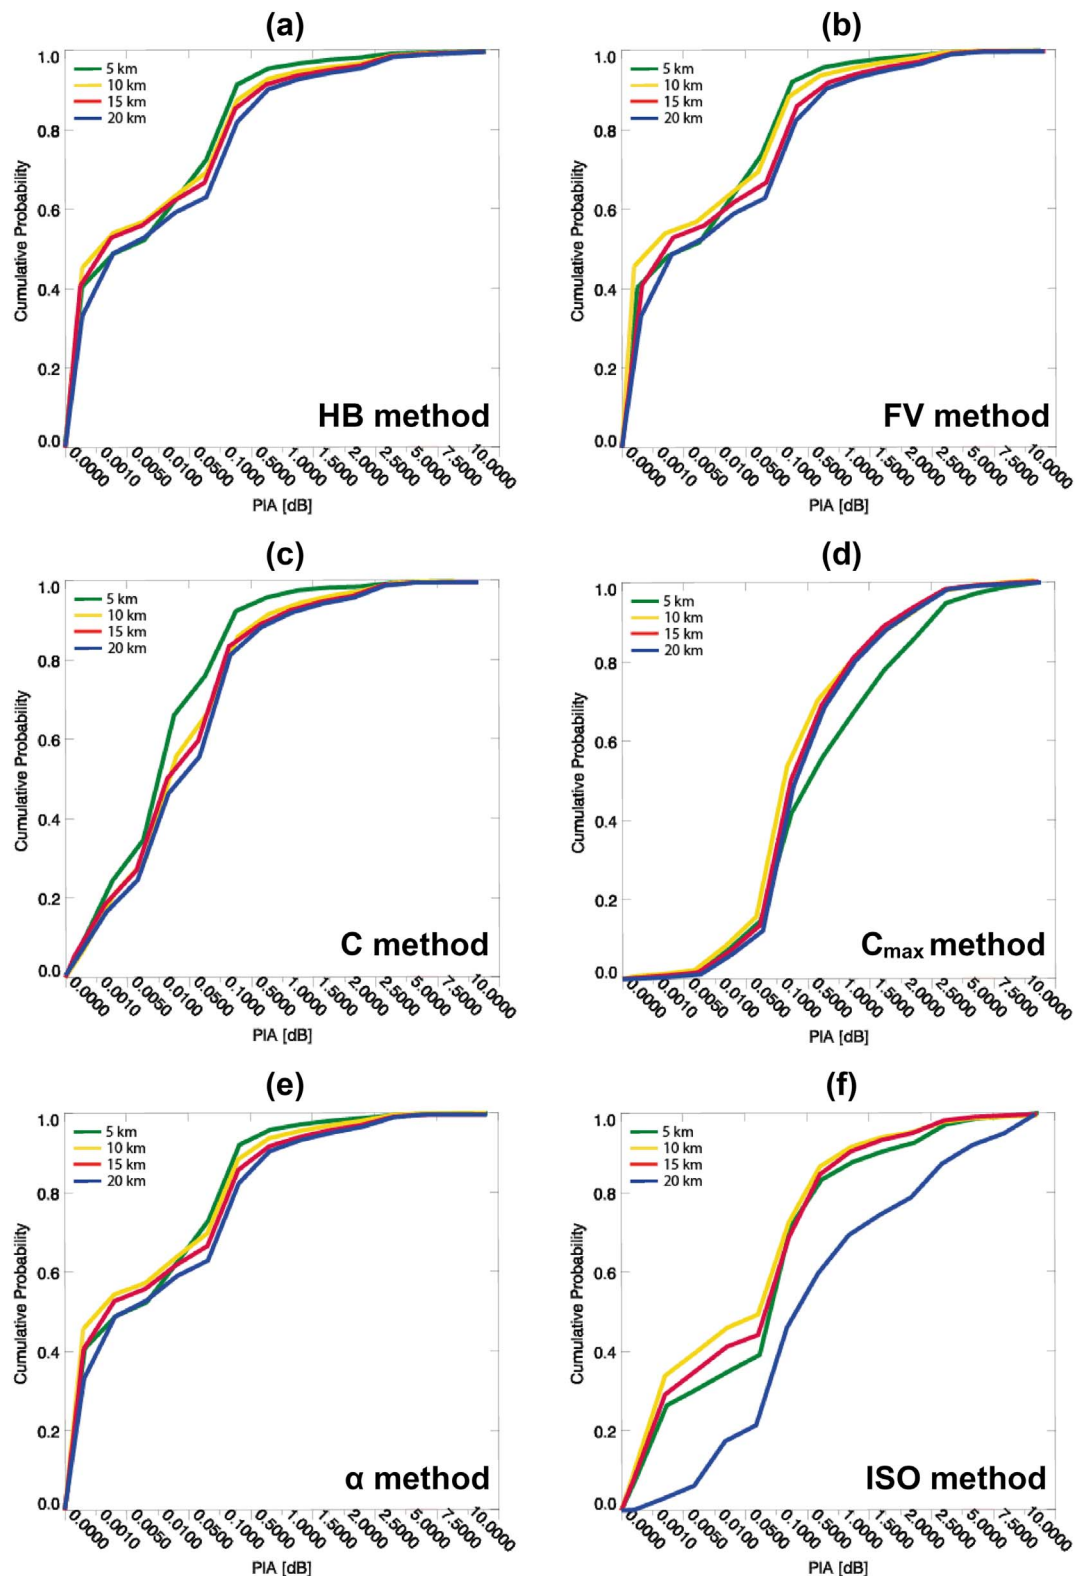 (a)
1.0
0.8
0.6
0.4
0.2
0.0
Cumulative Probability
5 km
10 km
15 km
20 km
HB method
0.0000
0.0010
0.0050
0.0100
0.0500
0.1000
0.5000
1.0000
1.5000
2.0000
2.5000
5.0000
7.5000
10.0000
PIA [dB]
(b)
1.0
0.8
0.6
0.4
0.2
0.0
Cumulative Probability
5 km
10 km
15 km
20 km
FV method
0.0000
0.0010
0.0050
0.0100
0.0500
0.1000
0.5000
1.0000
1.5000
2.0000
2.5000
5.0000
7.5000
10.0000
PIA [dB]
(c)
1.0
0.8
0.6
0.4
0.2
0.0
Cumulative Probability
5 km
10 km
15 km
20 km
C method
0.0000
0.0010
0.0050
0.0100
0.0500
0.1000
0.5000
1.0000
1.5000
2.0000
2.5000
5.0000
7.5000
10.0000
PIA [dB]
(d)
1.0
0.8
0.6
0.4
0.2
0.0
Cumulative Probability
5 km
10 km
15 km
20 km
Cmax method
0.0000
0.0010
0.0050
0.0100
0.0500
0.1000
0.5000
1.0000
1.5000
2.0000
2.5000
5.0000
7.5000
10.0000
PIA [dB]
(e)
1.0
0.8
0.6
0.4
0.2
0.0
Cumulative Probability
5 km
10 km
15 km
20 km
α method
0.0000
0.0010
0.0050
0.0100
0.0500
0.1000
0.5000
1.0000
1.5000
2.0000
2.5000
5.0000
7.5000
10.0000
PIA [dB]
(f)
1.0
0.8
0.6
0.4
0.2
0.0
Cumulative Probability
5 km
10 km
15 km
20 km
ISO method
0.0000
0.0010
0.0050
0.0100
0.0500
0.1000
0.5000
1.0000
1.5000
2.0000
2.5000
5.0000
7.5000
10.0000
PIA [dB]